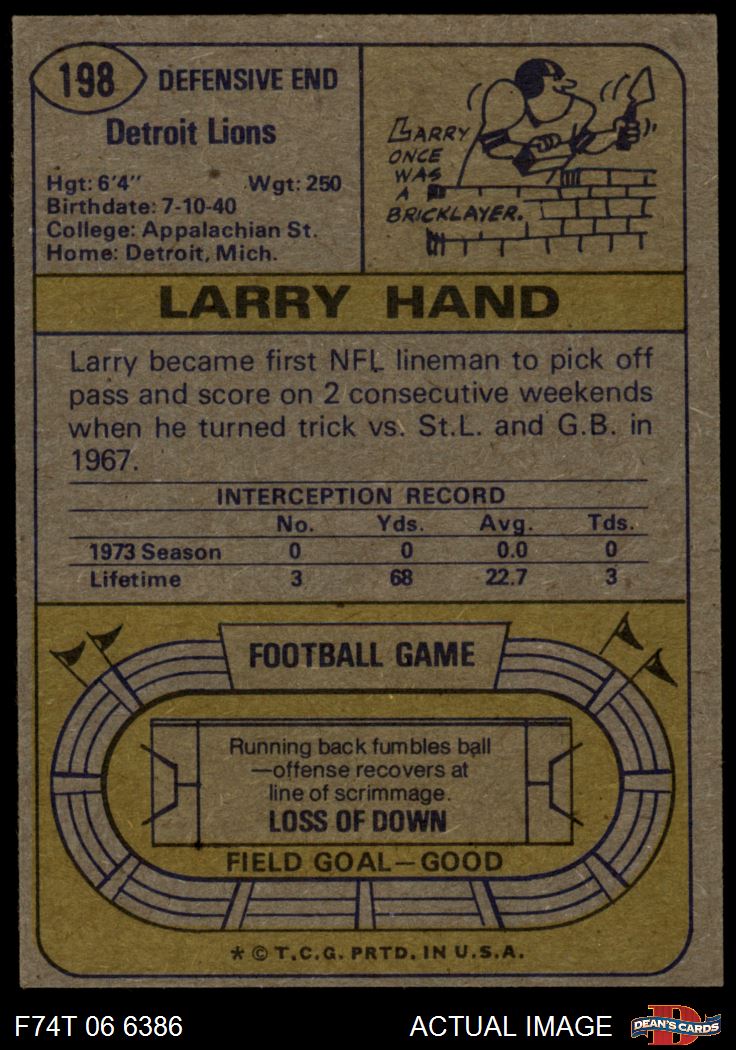 198
DEFENSIVE END
Detroit Lions
Hgt: 6'4" Wgt: 250
Birthdate: 7-10-40
College: Appalachian St.
Home: Detroit, Mich.
LARRY
ONCE
WAS
A
BRICKLAYER.
LARRY HAND
Larry became first NFL lineman to pick off
pass and score on 2 consecutive weekends
when he turned trick vs. St.L. and G.B. in
1967.
INTERCEPTION RECORD
No. Yds. Avg. Tds.
1973 Season 0 0 0.0 0
Lifetime 3 68 22.7 3
FOOTBALL GAME
Running back fumbles ball
—offense recovers at
line of scrimmage.
LOSS OF DOWN
FIELD GOAL—GOOD
* © T.C.G. PRTD. IN U.S.A.
F74T 06 6386 ACTUAL IMAGE
D
DEAN'S CARDS